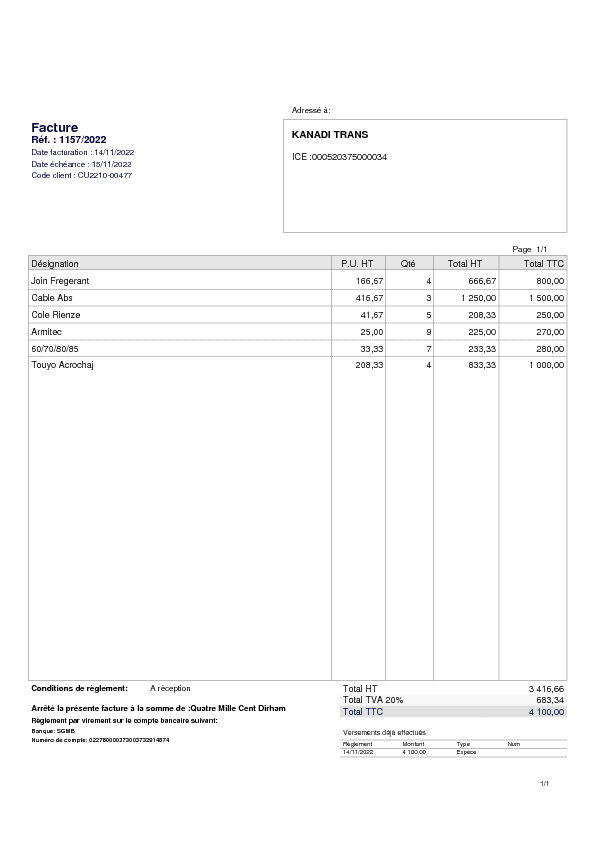 Adressé à:
Facture
Réf. : 1157/2022
Date facturation : 14/11/2022
Date échéance : 15/11/2022
Code client : CU2210-00477
KANADI TRANS
ICE :000520375000034
Page 1/1
Désignation P.U. HT Qté Total HT Total TTC
Join Fregerant 166,67 4 666,67 800,00
Cable Abs 416,67 3 1 250,00 1 500,00
Cole Rienze 41,67 5 208,33 250,00
Armitec 25,00 9 225,00 270,00
60/70/80/85 33,33 7 233,33 280,00
Touyo Acrochaj 208,33 4 833,33 1 000,00
Conditions de règlement: A réception
Total HT 3 416,66
Total TVA 20% 683,34
Total TTC 4 100,00
Arrêté la présente facture à la somme de :Quatre Mille Cent Dirham
Règlement par virement sur le compte bancaire suivant:
Banque: SGMB
Numéro de compte:
Versements déjà effectués
Règlement Montant Type Num
14/11/2022 4 100,00 Espèce
1/1